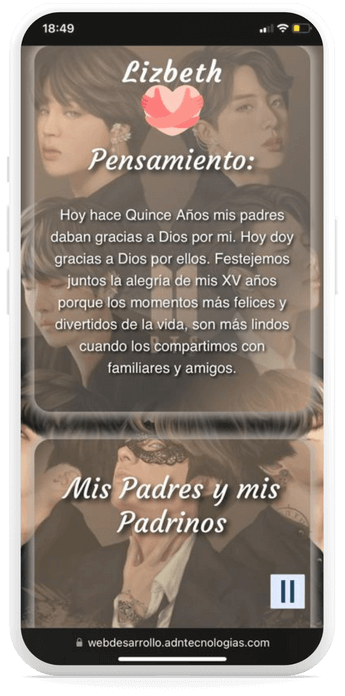 18:49
Lizbeth
Pensamiento:
Hoy hace Quince Años mis padres
daban gracias a Dios por mi. Hoy doy
gracias a Dios por ellos. Festejemos
juntos la alegría de mis XV años
porque los momentos más felices y
divertidos de la vida, son más lindos
cuando los compartimos con
familiares y amigos.
BTS
Mis Padres y mis
Padrinos
webdesarrollo.adntecnologias.com